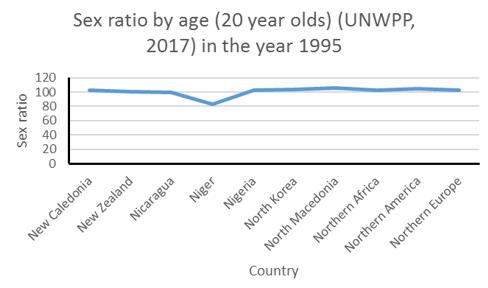 Sex ratio by age (20 year olds) (UNWPP,
2017) in the year 1995
120
100
80
60
40
20
0
Sex ratio
New Caledonia
New Zealand
Nicaragua
Niger
Nigeria
North Korea
North Macedonia
Northern Africa
Northern America
Northern Europe
Country